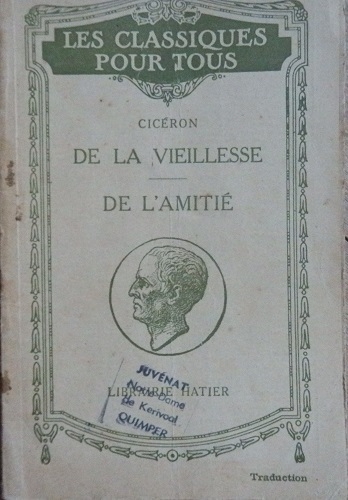 LES CLASSIQUES
POUR TOUS
CICÉRON
DE LA VIEILLESSE
DE L'AMITIÉ
LIBRAIRIE HATIER
JUVÉNAT
Notre-Dame
de Kerivoal
QUIMPER
Traduction